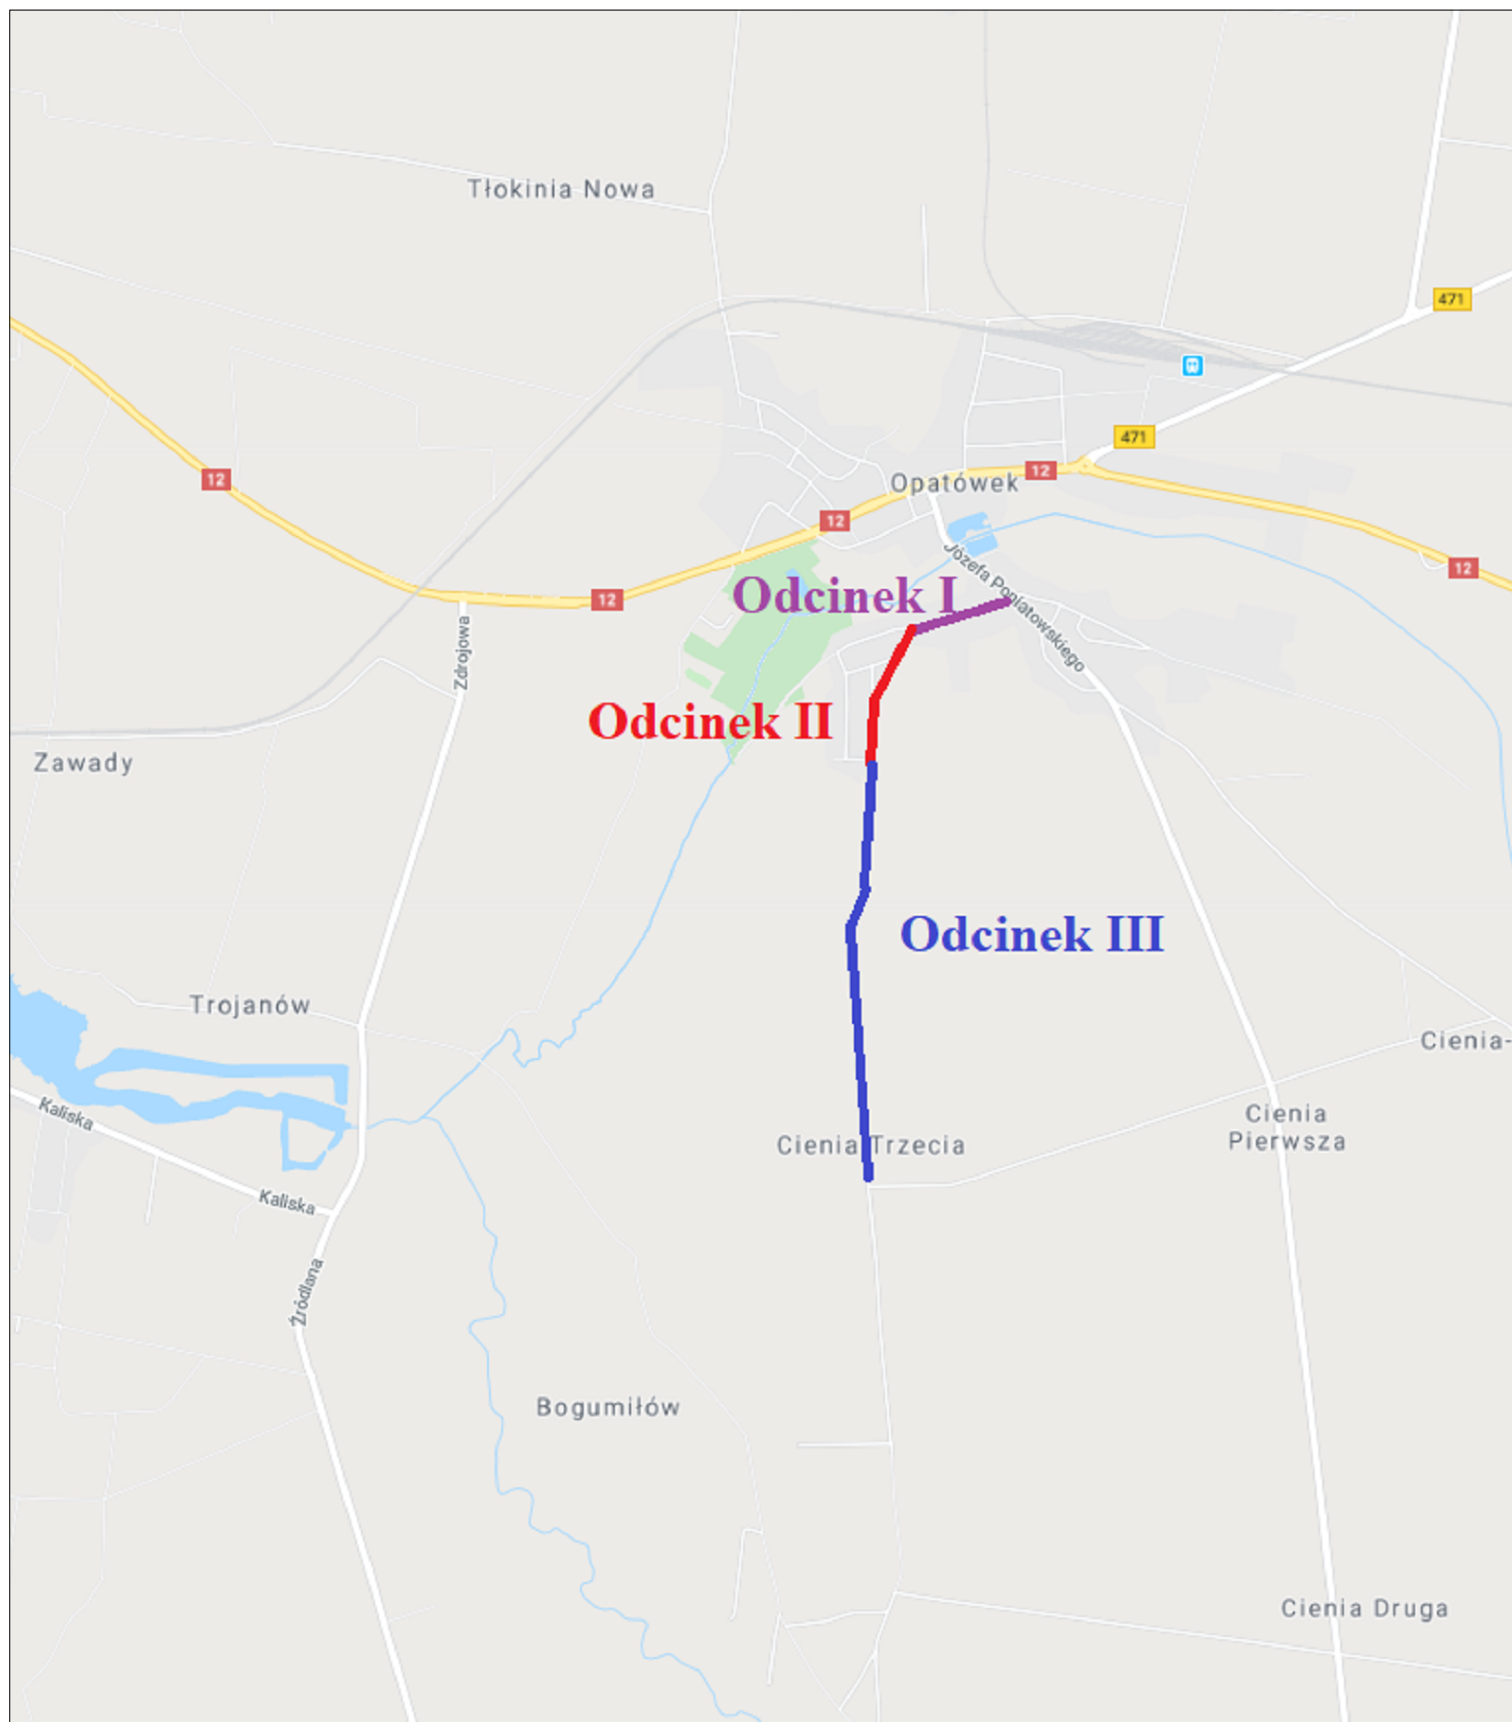 Tłokinia Nowa
471
471
12
12
Opatówek
12
Józefa Poniatowskiego
12
12
Odcinek I
Zdrojowa
Odcinek II
Zawady
Odcinek III
Trojanów
Cienia-
Kaliska
Cienia
Pierwsza
Cienia Trzecia
Kaliska
Źródlana
Bogumiłów
Cienia Druga